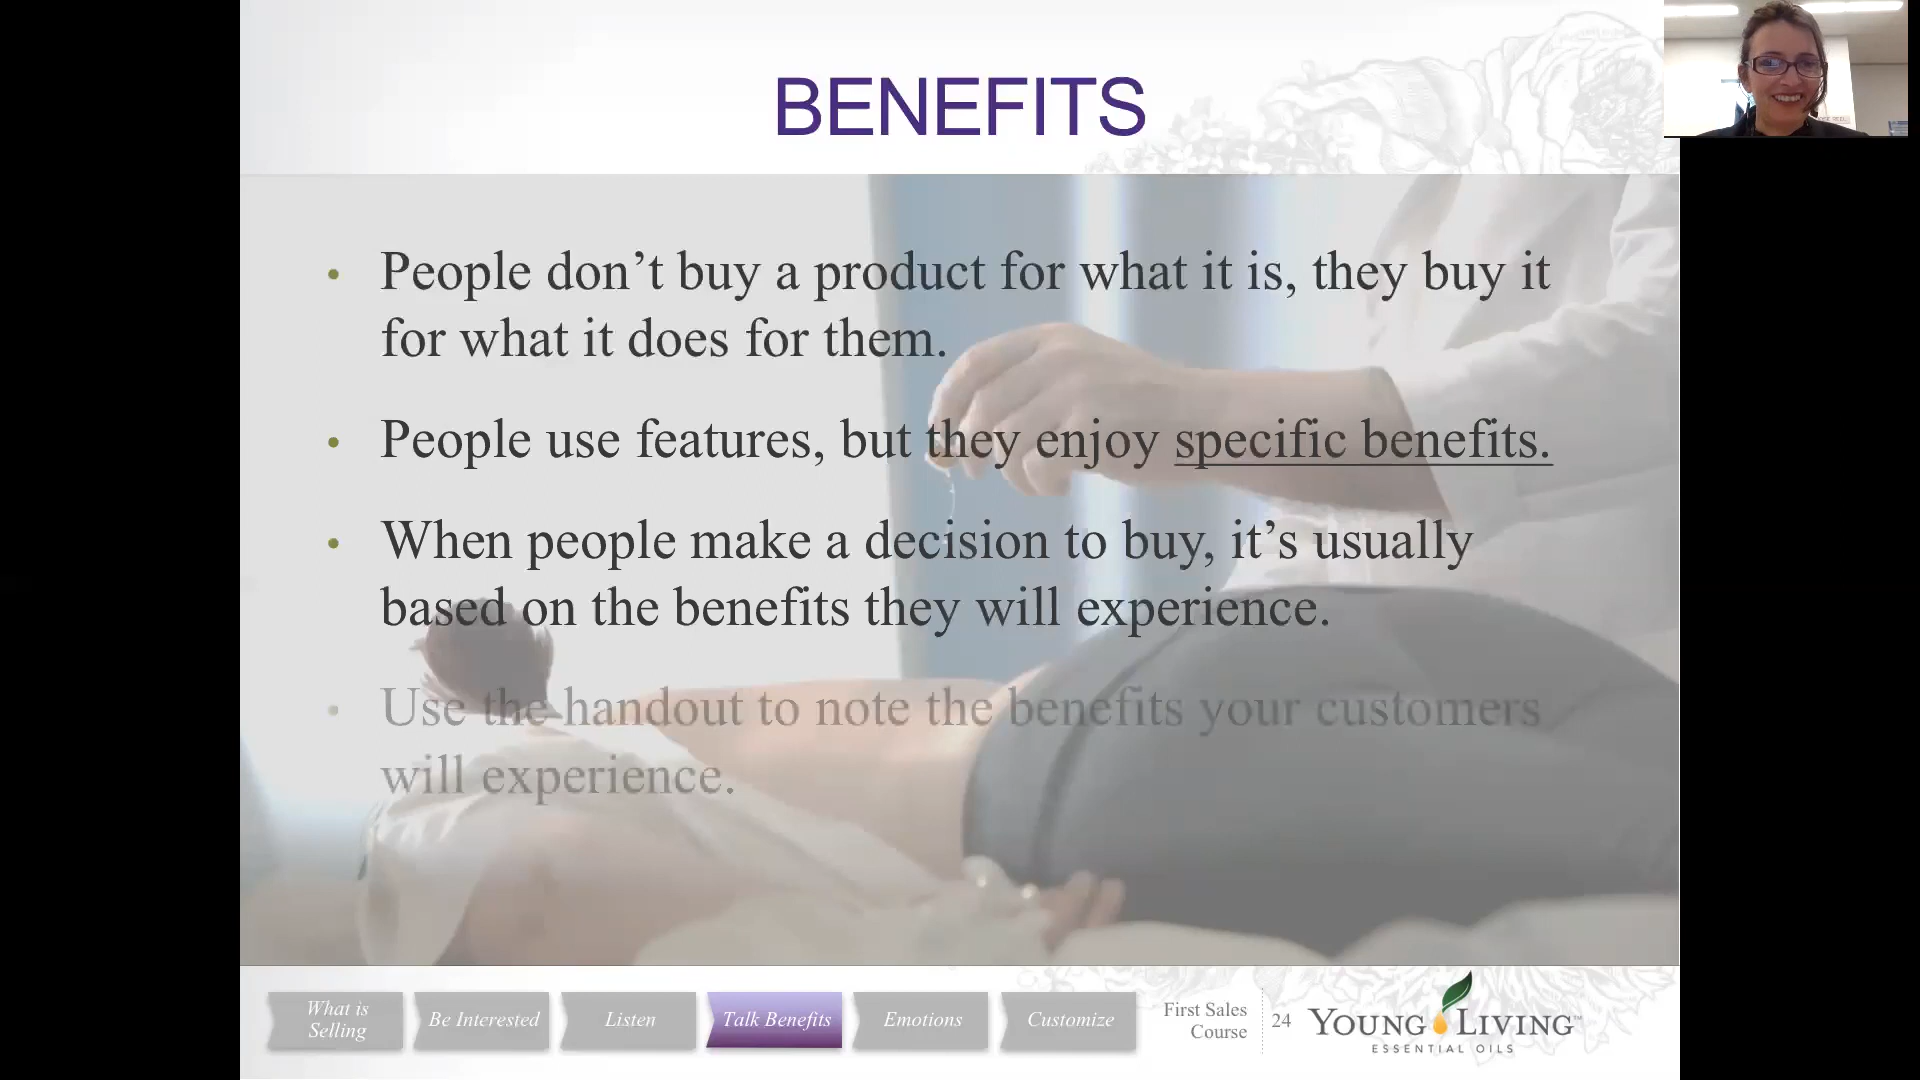 BENEFITS
• People don’t buy a product for what it is, they buy it
for what it does for them.
• People use features, but they enjoy specific benefits.
• When people make a decision to buy, it’s usually
based on the benefits they will experience.
• Use the handout to note the benefits your customers
will experience.
What is
Selling
Be Interested
Listen
Talk Benefits
Emotions
Customize
First Sales
Course
24
YOUNG LIVING™
ESSENTIAL OILS